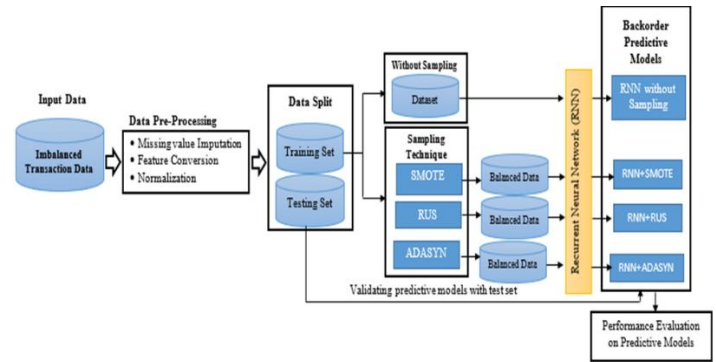 Input Data
Imbalanced
Transaction Data
Data Pre-Processing
• Missing value Imputation
• Feature Conversion
• Normalization
Data Split
Training Set
Testing Set
Without Sampling
Dataset
Sampling
Technique
SMOTE
RUS
ADASYN
Balanced Data
Balanced Data
Balanced Data
Recurrent Neural Network (RNN)
Backorder
Predictive
Models
RNN without
Sampling
RNN+SMOTE
RNN+RUS
RNN+ADASYN
Validating predictive models with test set
Performance Evaluation
on Predictive Models